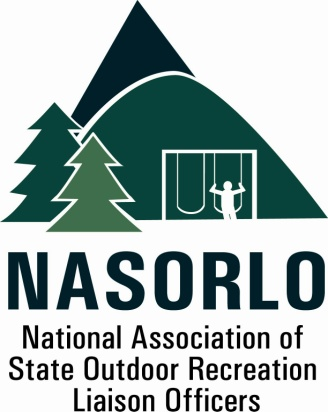 NASORLO
National Association of
State Outdoor Recreation
Liaison Officers